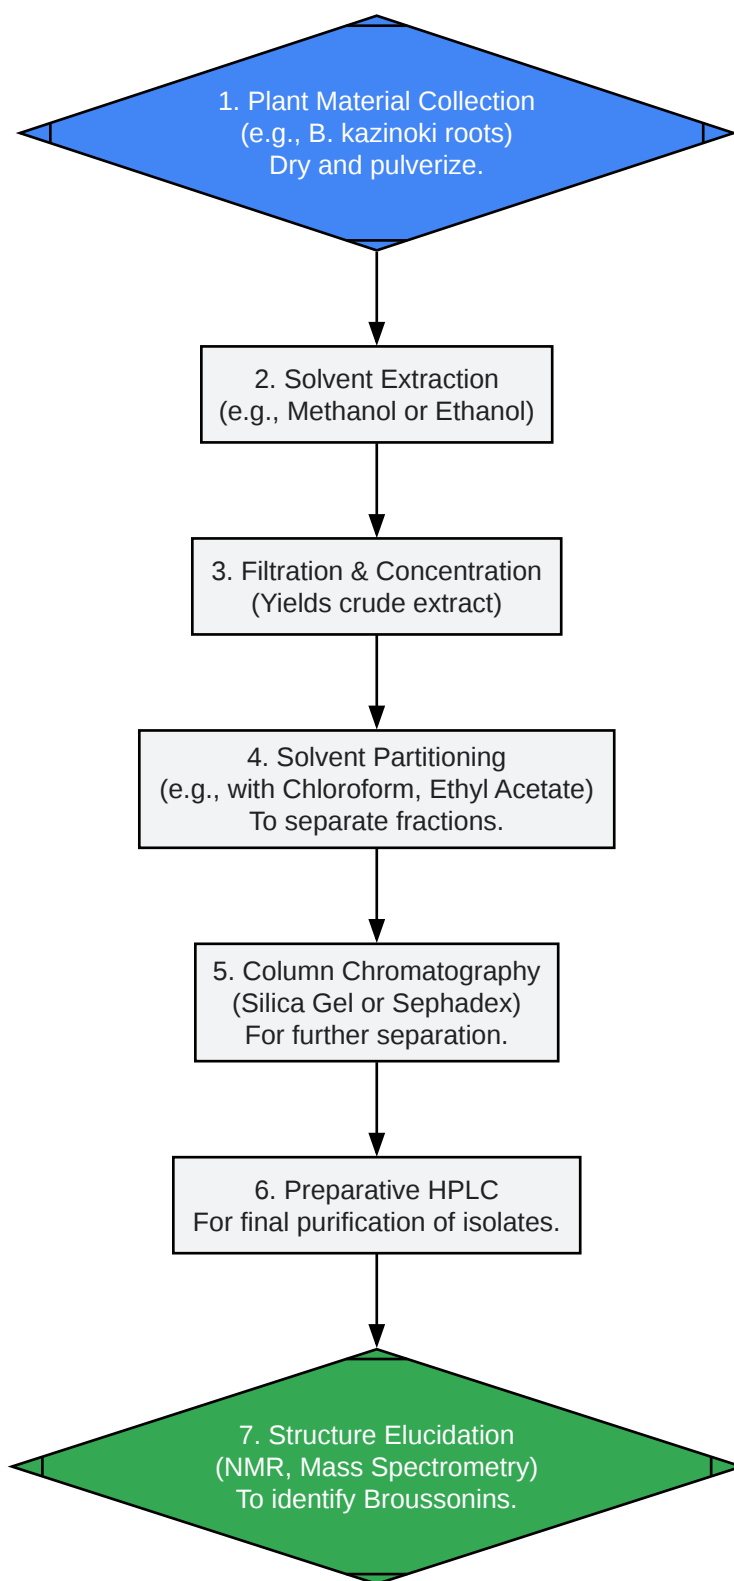 1. Plant Material Collection
(e.g., B. kazinoki roots)
Dry and pulverize.
2. Solvent Extraction
(e.g., Methanol or Ethanol)
3. Filtration & Concentration
(Yields crude extract)
4. Solvent Partitioning
(e.g., with Chloroform, Ethyl Acetate)
To separate fractions.
5. Column Chromatography
(Silica Gel or Sephadex)
For further separation.
6. Preparative HPLC
For final purification of isolates.
7. Structure Elucidation
(NMR, Mass Spectrometry)
To identify Broussonins.